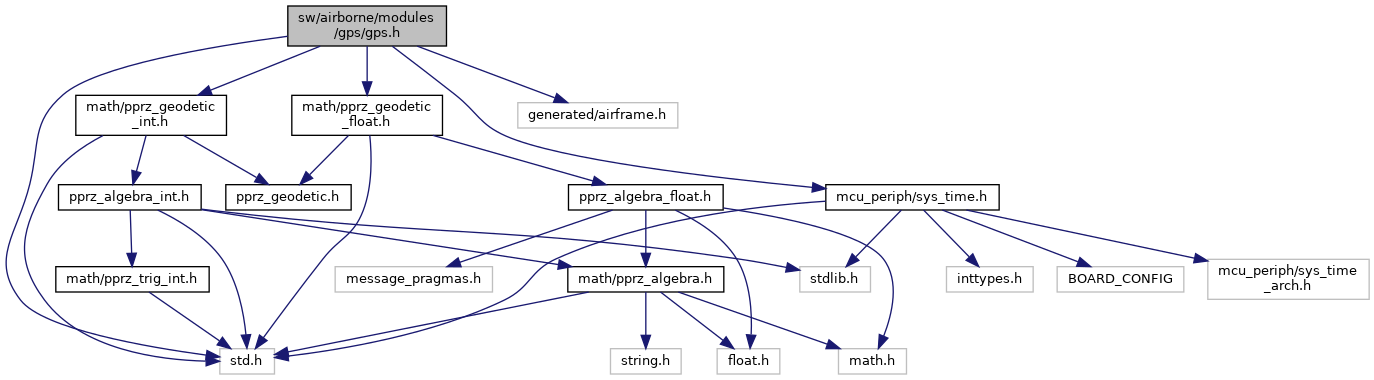 sw/airborne/modules
/gps/gps.h
math/pprz_geodetic
_int.h
math/pprz_geodetic
_float.h
generated/airframe.h
pprz_algebra_int.h
pprz_geodetic.h
pprz_algebra_float.h
mcu_periph/sys_time.h
math/pprz_trig_int.h
message_pragmas.h
math/pprz_algebra.h
stdlib.h
inttypes.h
BOARD_CONFIG
mcu_periph/sys_time
_arch.h
std.h
string.h
float.h
math.h